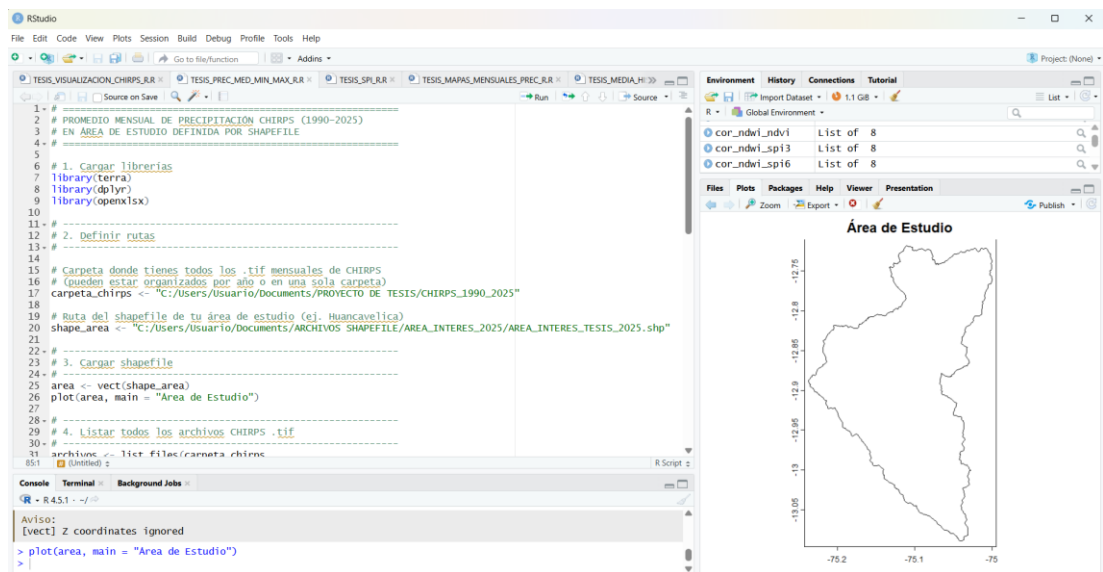 RStudio
File Edit Code View Plots Session Build Debug Profile Tools Help
Go to file/function
Addins
Project: (None)
TESIS_VISUALIZACION_CHIRPS_R.R
TESIS_PREC_MED_MIN_MAX_R.R
TESIS_SPI_R.R
TESIS_MAPAS_MENSUALES_PREC_R.R
TESIS_MEDIA_HI
Source on Save
Run
Source
1 # ================================================================
2 # PROMEDIO MENSUAL DE PRECIPITACIÓN CHIRPS (1990-2025)
3 # EN ÁREA DE ESTUDIO DEFINIDA POR SHAPEFILE
4 # ================================================================
5
6 # 1. Cargar librerías
7 library(terra)
8 library(dplyr)
9 library(openxlsx)
10
11 # ----------------------------------------------------------------
12 # 2. Definir rutas
13 # ----------------------------------------------------------------
14
15 # Carpeta donde tienes todos los .tif mensuales de CHIRPS
16 # (pueden estar organizados por año o en una sola carpeta)
17 carpeta_chirps <- "C:/Users/Usuario/Documents/PROYECTO DE TESIS/CHIRPS_1990_2025"
18
19 # Ruta del shapefile de tu área de estudio (ej. Huancavelica)
20 shape_area <- "C:/Users/Usuario/Documents/ARCHIVOS SHAPEFILE/AREA_INTERES_2025/AREA_INTERES_TESIS_2025.shp"
21
22 # ----------------------------------------------------------------
23 # 3. Cargar shapefile
24 # ----------------------------------------------------------------
25 area <- vect(shape_area)
26 plot(area, main = "Área de Estudio")
27
28 # ----------------------------------------------------------------
29 # 4. Listar todos los archivos CHIRPS .tif
30 # ----------------------------------------------------------------
31 archivos <- list.files(carpeta_chirps,
85:1 (Untitled) R Script
Console Terminal Background Jobs
R 4.5.1 · ~/
Aviso:
[vect] Z coordinates ignored
> plot(area, main = "Área de Estudio")
>
Environment History Connections Tutorial
Import Dataset 1.1 GiB List
R Global Environment
cor_ndwi_ndvi List of 8
cor_ndwi_spi3 List of 8
cor_ndwi_spi6 List of 8
Files Plots Packages Help Viewer Presentation
Zoom Export Publish
Área de Estudio
-12.75
-12.8
-12.85
-12.9
-12.95
-13
-13.05
-75.2 -75.1 -75